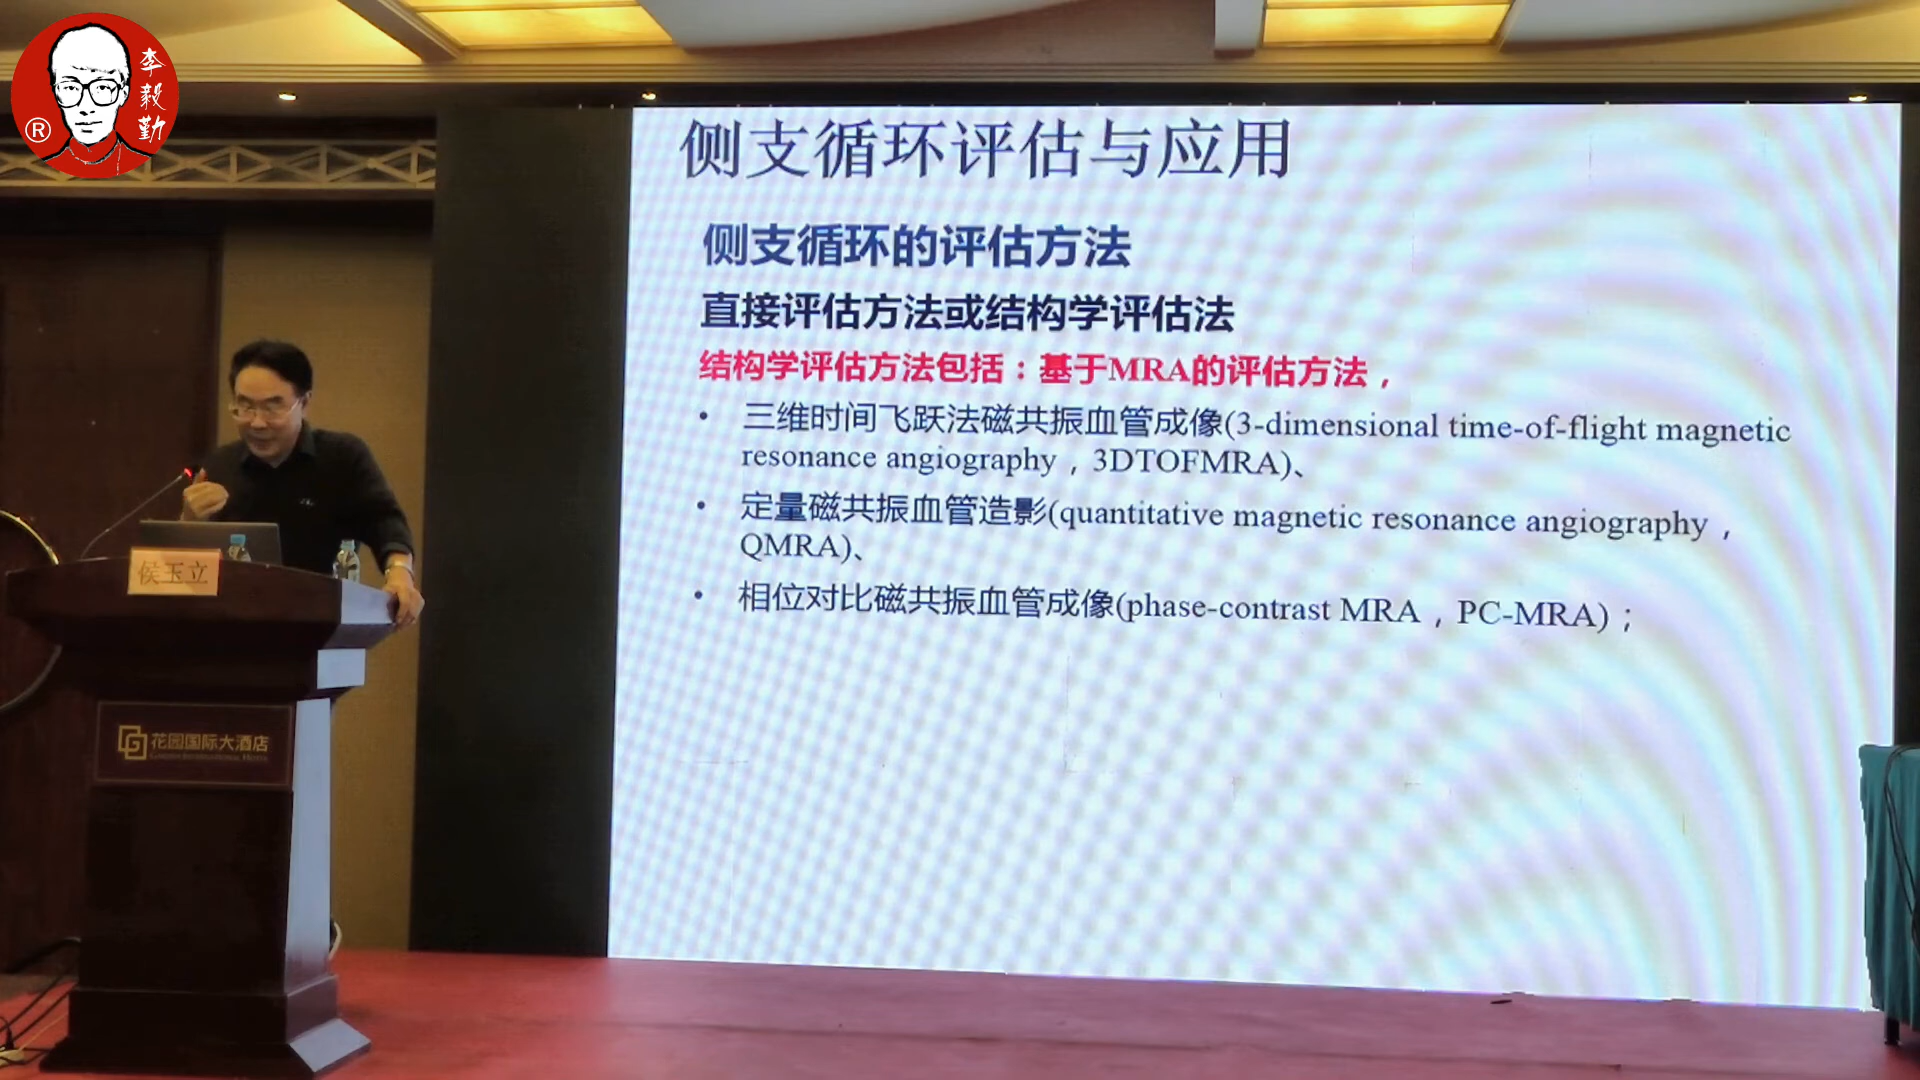 李毅勤
®
侧支循环评估与应用
侧支循环的评估方法
直接评估方法或结构学评估法
结构学评估方法包括：基于MRA的评估方法，
• 三维时间飞跃法磁共振血管成像(3-dimensional time-of-flight magnetic
resonance angiography，3DTOFMRA)、
• 定量磁共振血管造影(quantitative magnetic resonance angiography，
QMRA)、
• 相位对比磁共振血管成像(phase-contrast MRA，PC-MRA)；
侯玉立
花园国际大酒店
GARDEN INTERNATIONAL HOTEL